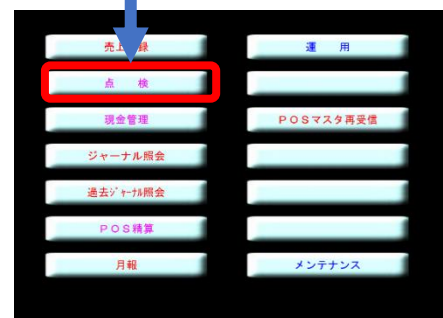 売上 録
点 検
現金管理
ジャーナル照会
過去ｼﾞｬｰﾅﾙ照会
ＰＯＳ精算
月報
運 用
ＰＯＳマスタ再受信
メンテナンス